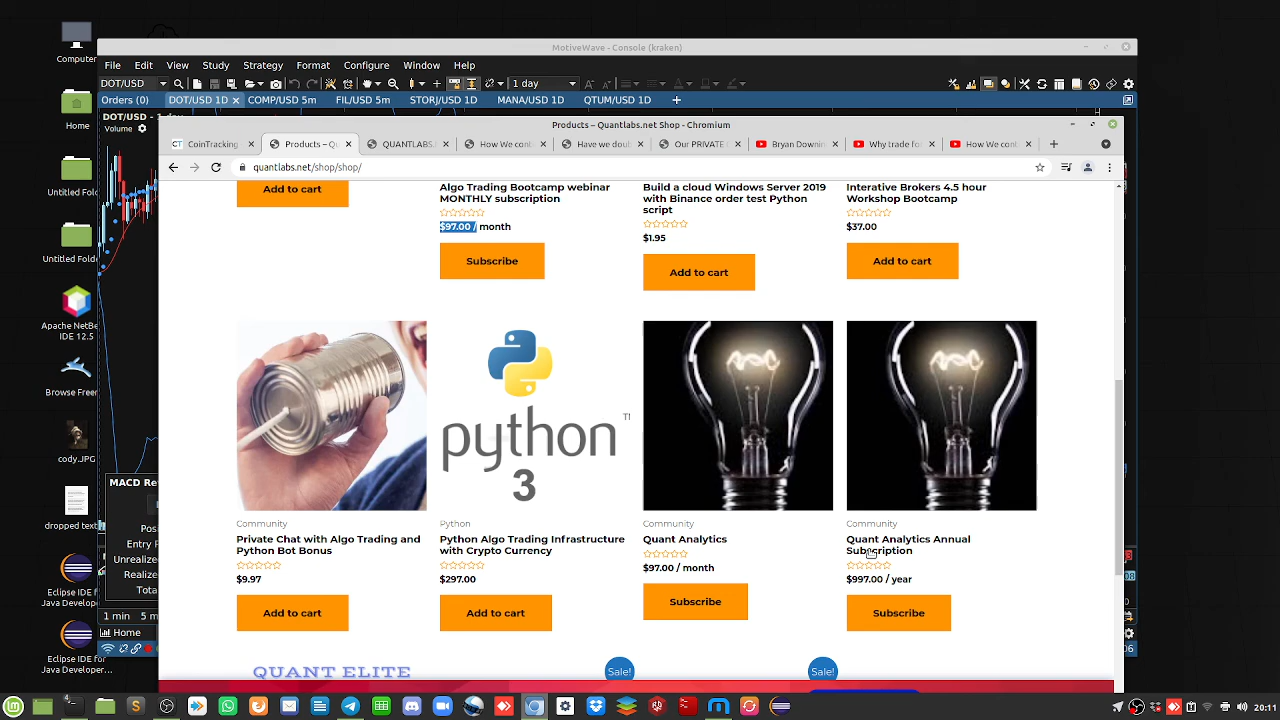 Computer
MotiveWave - Console (kraken)
File Edit View Study Strategy Format Configure Window Help
DOT/USD
1 day
Orders (0) DOT/USD 1D COMP/USD 5m FIL/USD 5m STORJ/USD 1D MANA/USD 1D QTUM/USD 1D
Home
DOT/USD - 1
Volume
Products – Quantlabs.net Shop - Chromium
CoinTracking
Products – Q
QUANTLABS.
How We cont
Have we doub
Our PRIVATE
Bryan Downin
Why trade fo
How We cont
quantlabs.net/shop/shop/
Untitled Fold
Untitled Folde
Apache NetBe
IDE 12.5
Browse Freen
cody.JPG
dropped text
Eclipse IDE for
Java Develop...
Eclipse IDE for
Java Developer...
MACD Re
Pos
Entry
Unrealize
Realize
Tota
1 min 5 m
Home
Add to cart
Algo Trading Bootcamp webinar
MONTHLY subscription
$97.00 / month
Subscribe
Build a cloud Windows Server 2019
with Binance order test Python
script
$1.95
Add to cart
Interative Brokers 4.5 hour
Workshop Bootcamp
$37.00
Add to cart
python
3
Community
Private Chat with Algo Trading and
Python Bot Bonus
$9.97
Add to cart
Python
Python Algo Trading Infrastructure
with Crypto Currency
$297.00
Add to cart
Community
Quant Analytics
$97.00 / month
Subscribe
Community
Quant Analytics Annual
Subscription
$997.00 / year
Subscribe
QUANT ELITE
Sale!
Sale!
20:11